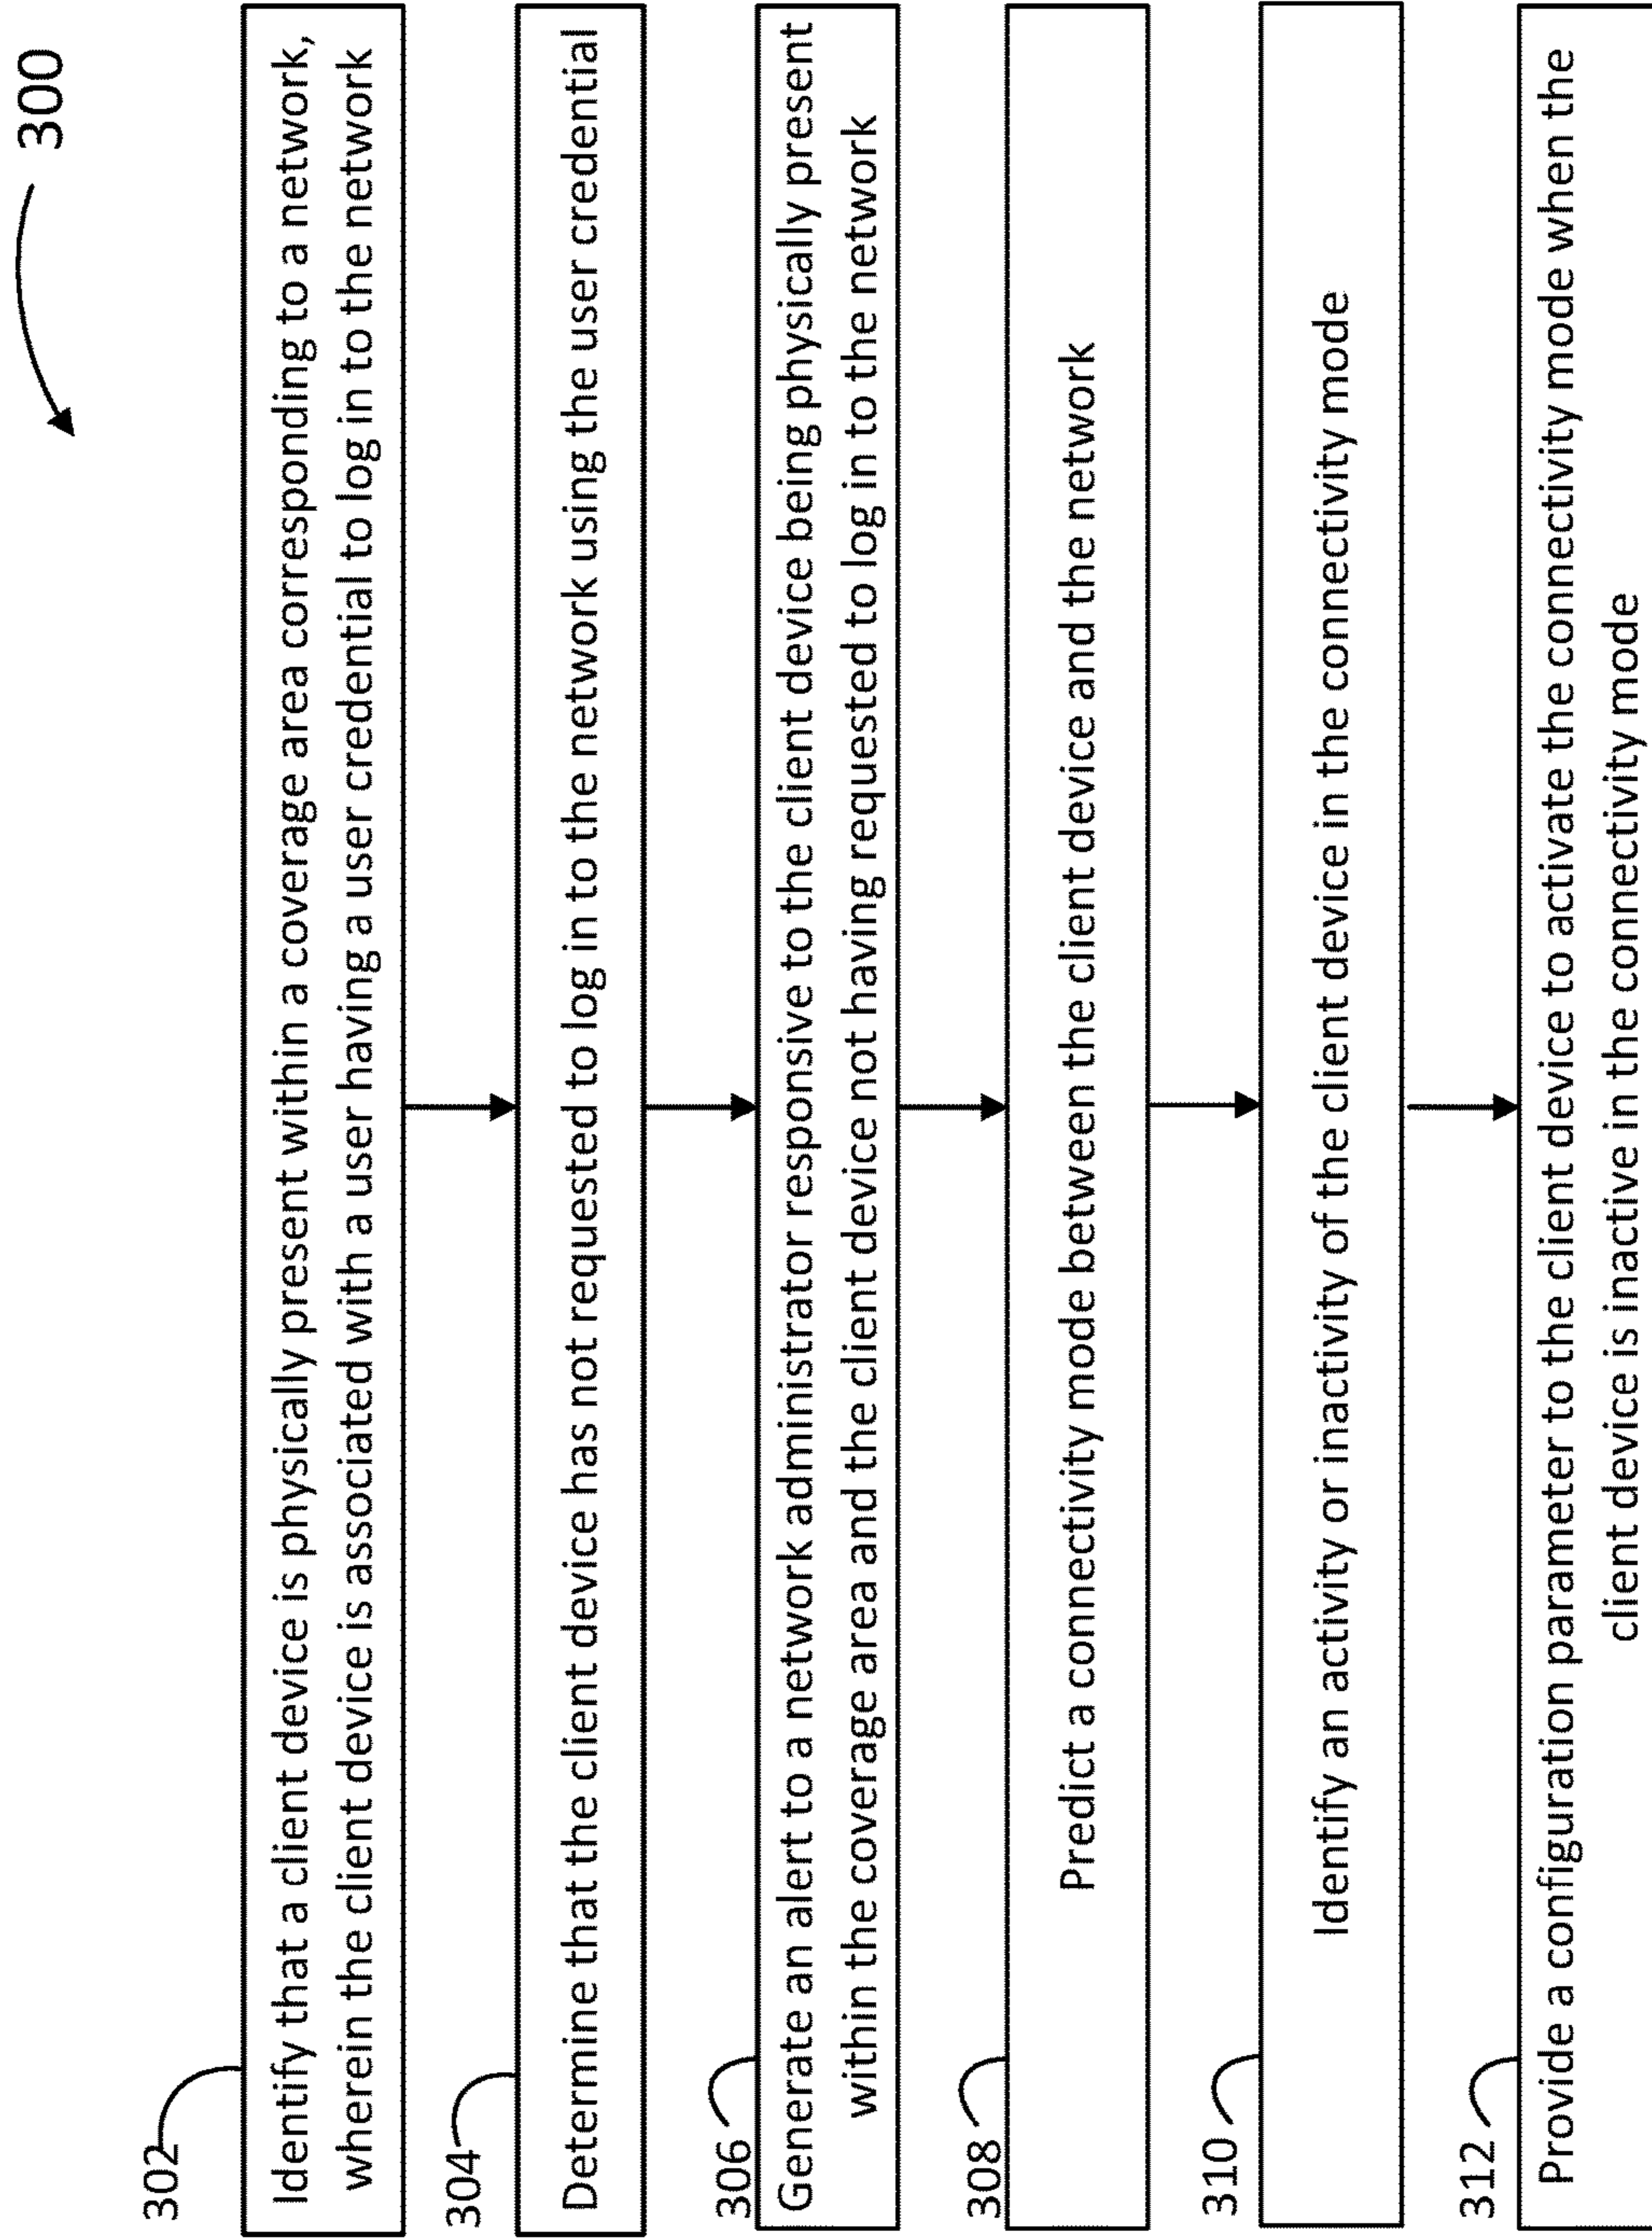 300
302
Identify that a client device is physically present within a coverage area corresponding to a network,
wherein the client device is associated with a user having a user credential to log in to the network
304
Determine that the client device has not requested to log in to the network using the user credential
306
Generate an alert to a network administrator responsive to the client device being physically present
within the coverage area and the client device not having requested to log in to the network
308
Predict a connectivity mode between the client device and the network
310
Identify an activity or inactivity of the client device in the connectivity mode
312
Provide a configuration parameter to the client device to activate the connectivity mode when the
client device is inactive in the connectivity mode